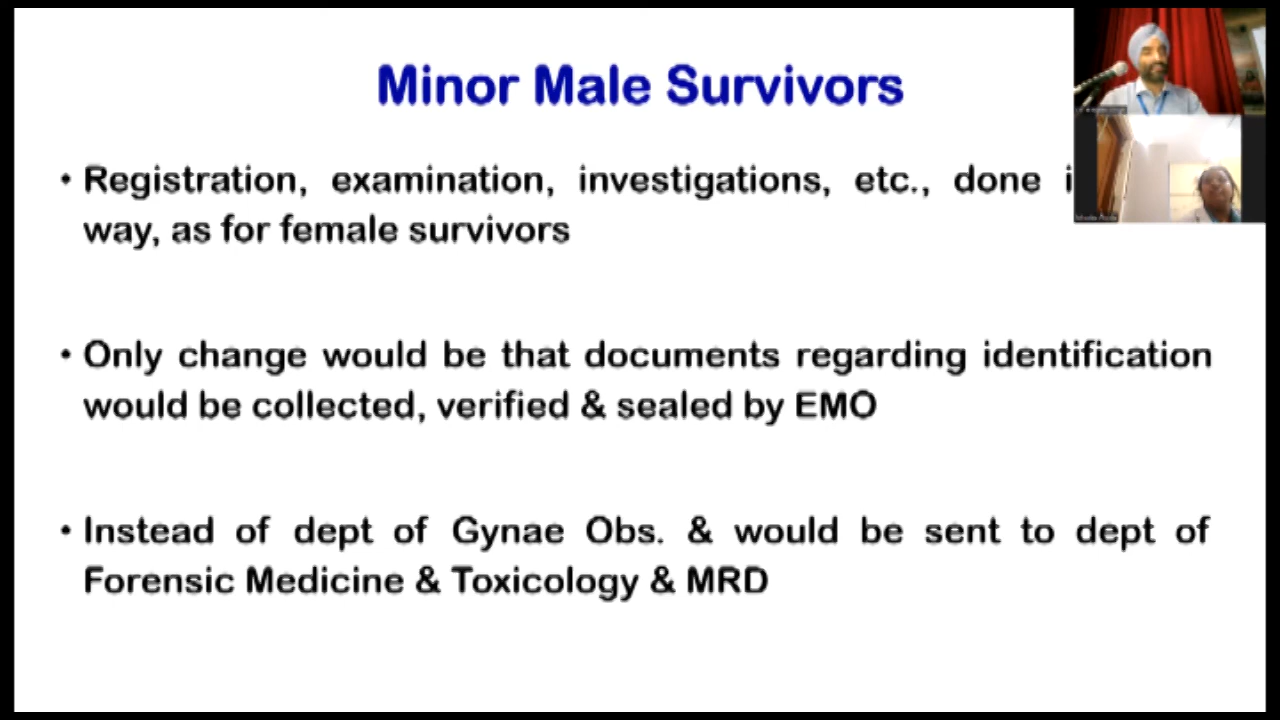 Minor Male Survivors
• Registration, examination, investigations, etc., done
way, as for female survivors
• Only change would be that documents regarding identification
would be collected, verified & sealed by EMO
• Instead of dept of Gynae Obs. & would be sent to dept of
Forensic Medicine & Toxicology & MRD